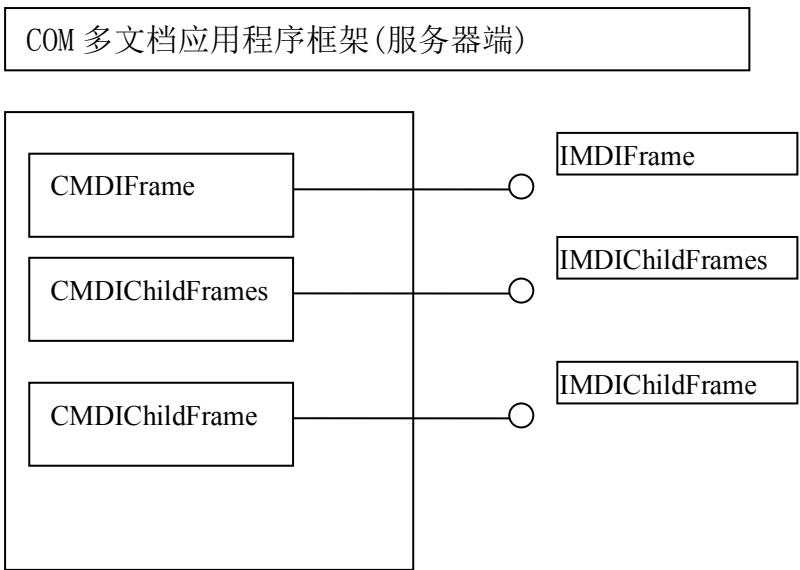 COM 多文档应用程序框架(服务器端)
IMDIFrame
CMDIFrame
IMDIChildFrames
CMDIChildFrames
IMDIChildFrame
CMDIChildFrame